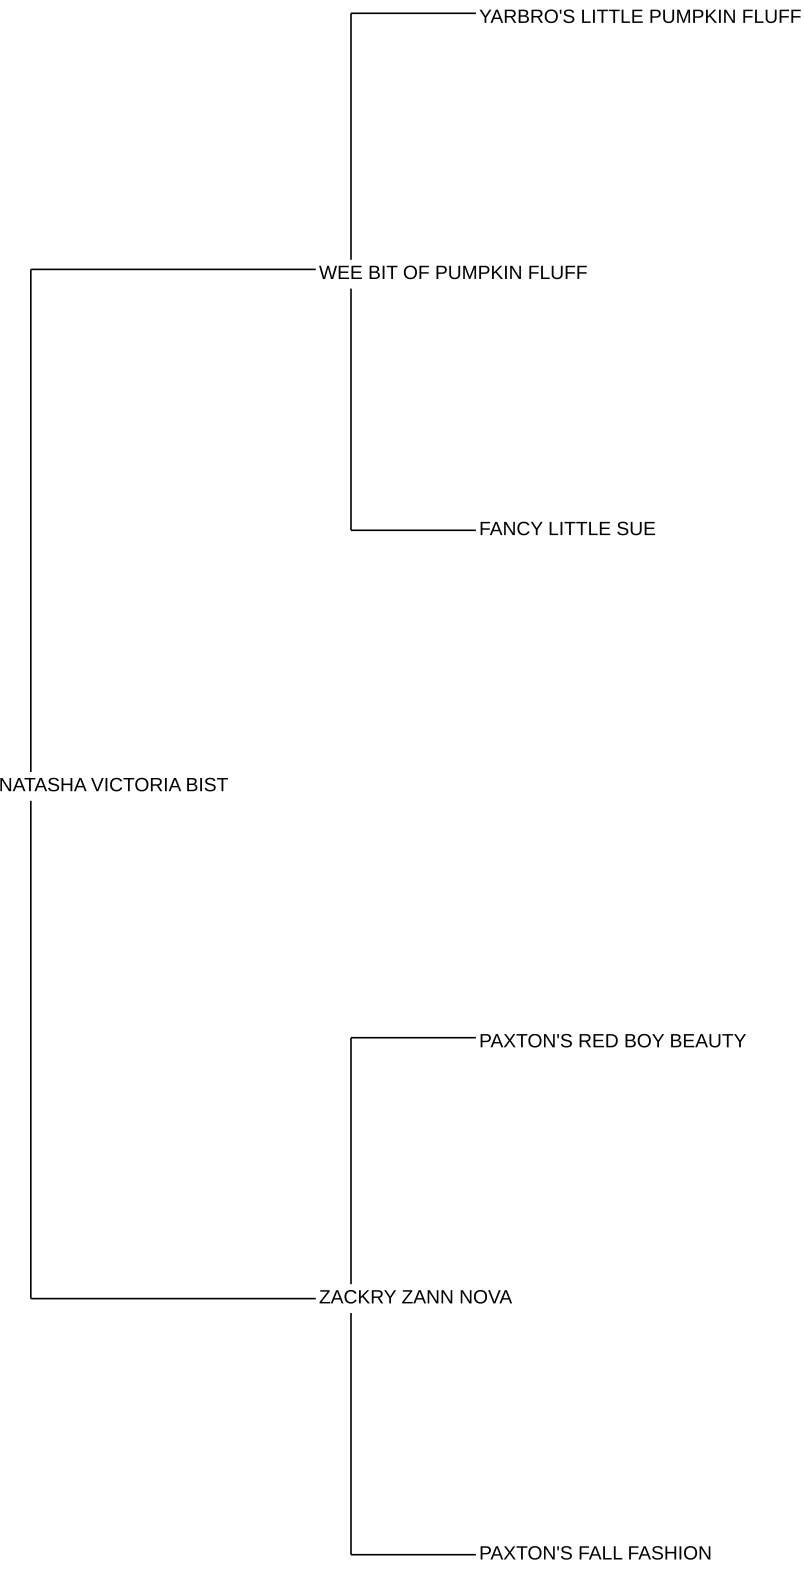 YARBRO'S LITTLE PUMPKIN FLUFF
WEE BIT OF PUMPKIN FLUFF
FANCY LITTLE SUE
NATASHA VICTORIA BIST
PAXTON'S RED BOY BEAUTY
ZACKRY ZANN NOVA
PAXTON'S FALL FASHION